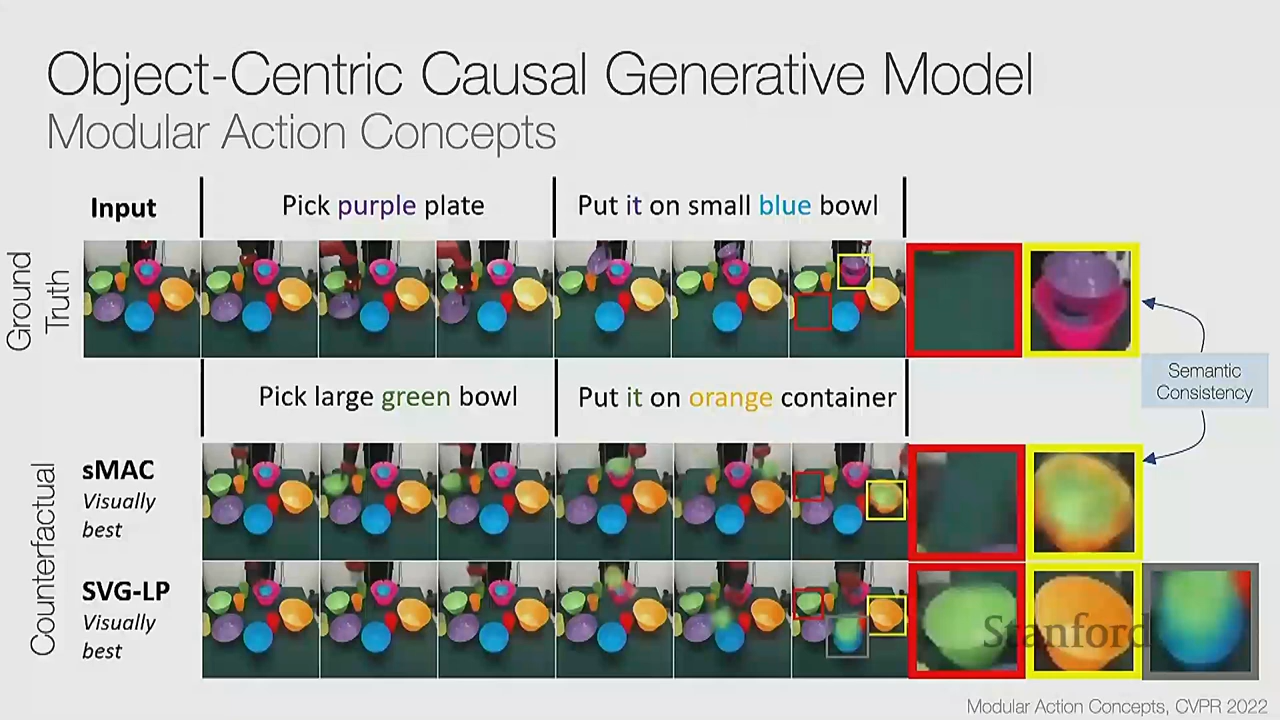 Object-Centric Causal Generative Model
Modular Action Concepts
Input
Pick purple plate
Put it on small blue bowl
Ground
Truth
Semantic
Consistency
Pick large green bowl
Put it on orange container
Counterfactual
sMAC
Visually
best
SVG-LP
Visually
best
Stanford
Modular Action Concepts, CVPR 2022